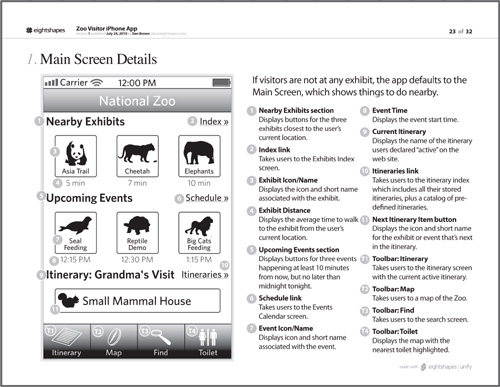 eightshapes
Zoo Visitor iPhone App
23 of 32
1. Main Screen Details
Carrier 12:00 PM
National Zoo
1 Nearby Exhibits 2 Index »
3
Asia Trail Cheetah Elephants
4 5 min 7 min 10 min
5 Upcoming Events 6 Schedule »
7
Seal Feeding Reptile Demo Big Cats Feeding
8 12:15 PM 12:30 PM 1:15 PM
10
9 Itinerary: Grandma's Visit Itineraries »
11 Small Mammal House
T1 T2 T3 T4
Itinerary Map Find Toilet
If visitors are not at any exhibit, the app defaults to the
Main Screen, which shows things to do nearby.
1 Nearby Exhibits section
Displays buttons for the three
exhibits closest to the user's
current location.
2 Index link
Takes users to the Exhibits Index
screen.
3 Exhibit Icon/Name
Displays the icon and short name
associated with the exhibit.
4 Exhibit Distance
Displays the average time to walk
to the exhibit from the user's
current location.
5 Upcoming Events section
Displays buttons for three events
happening at least 10 minutes
from now, but no later than
midnight tonight.
6 Schedule link
Takes users to the Events
Calendar screen.
7 Event Icon/Name
Displays icon and short name
associated with the event.
8 Event Time
Displays the event start time.
9 Current Itinerary
Displays the name of the itinerary
users declared "active" on the
web site.
10 Itineraries link
Takes users to the itinerary index
which includes all their stored
itineraries, plus a catalog of pre-
defined itineraries.
11 Next Itinerary Item button
Displays the icon and short name
for the exhibit or event that's next
in the itinerary.
T1 Toolbar: Itinerary
Takes users to the itinerary screen
with the current active itinerary.
T2 Toolbar: Map
Takes users to a map of the Zoo.
T3 Toolbar: Find
Takes users to the search screen.
T4 Toolbar: Toilet
Displays the map with the
nearest toilet highlighted.
made with eightshapes | unify